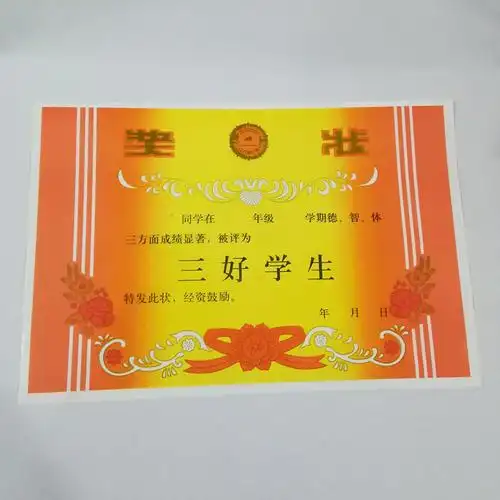 奖状
同学在 年级 学期德、智、体
三方面成绩显著，被评为
三好学生
特发此状、经资鼓励。
年 月 日